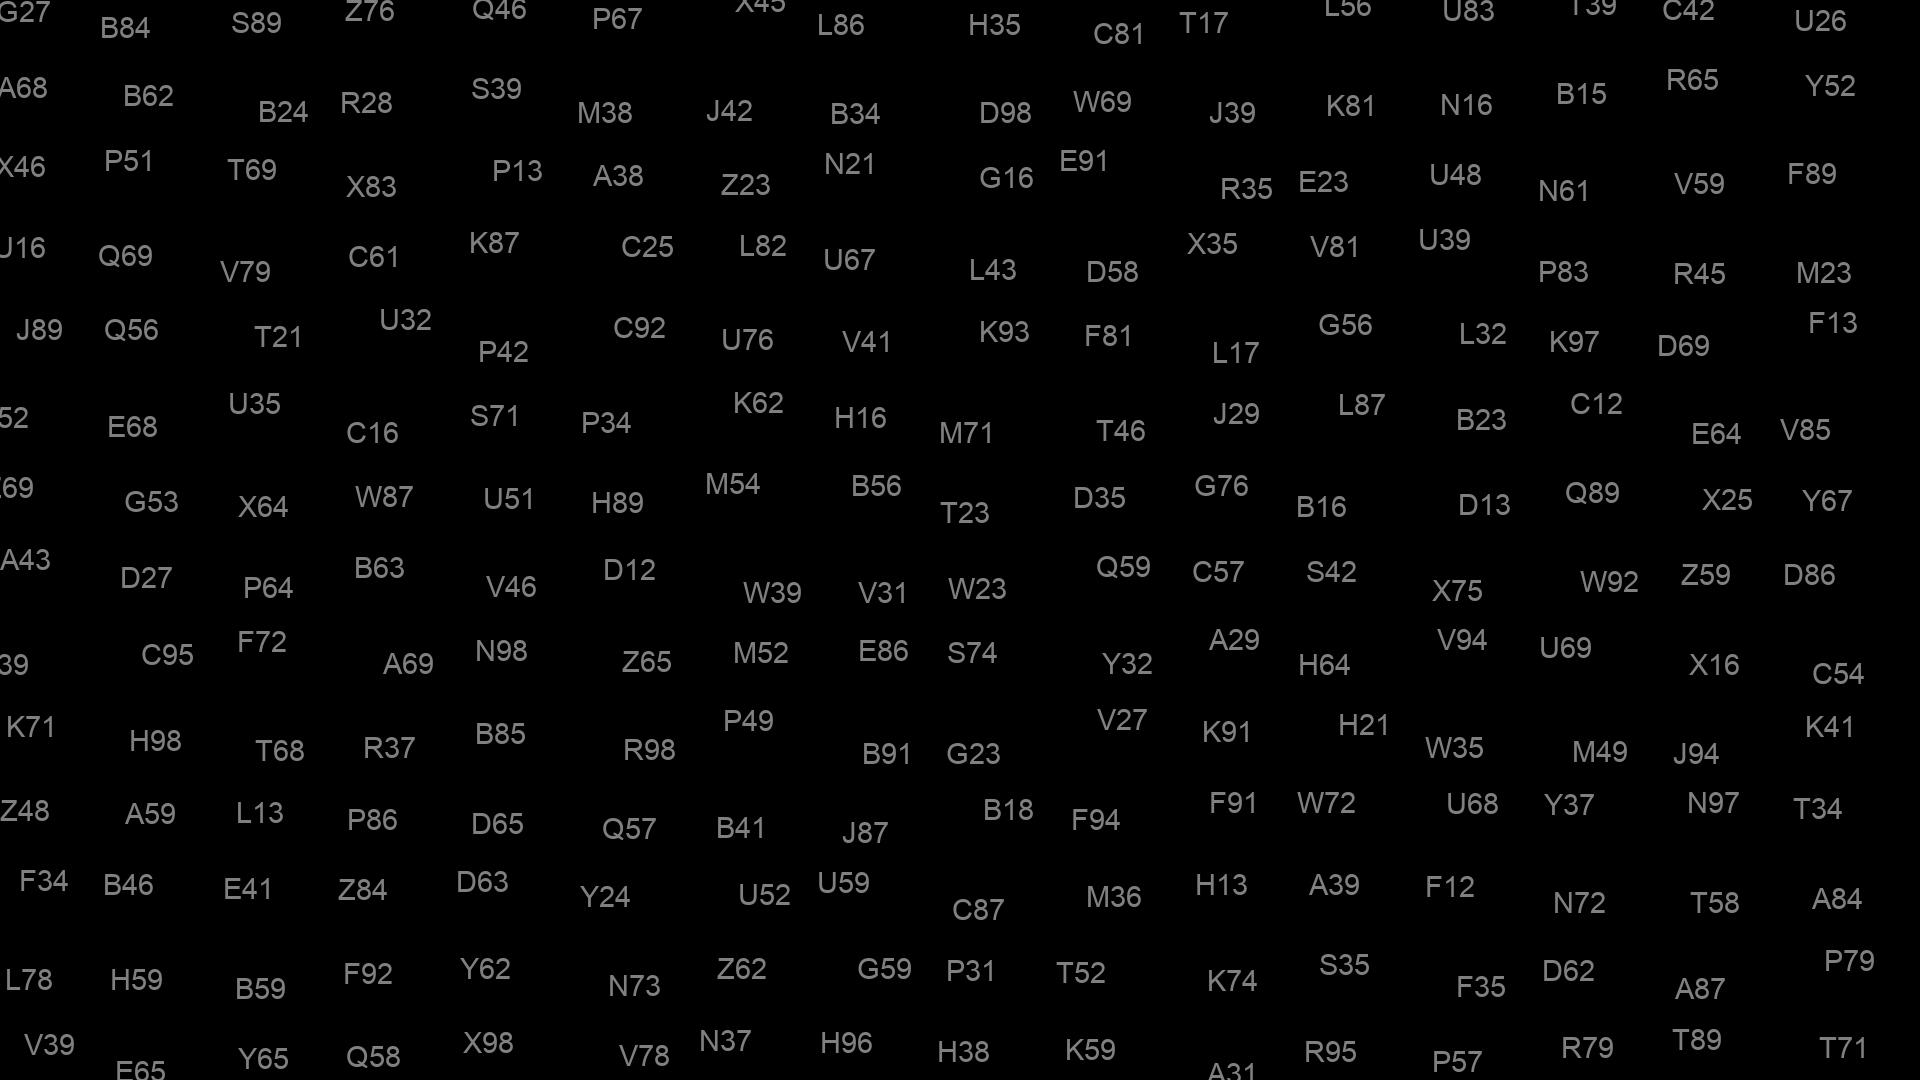 G27 B84 S89 Z76 Q46 P67 X45 L86 H35 C81 T17 L56 U83 T39 C42 U26
A68 B62 B24 R28 S39 M38 J42 B34 D98 W69 J39 K81 N16 B15 R65 Y52
X46 P51 T69 X83 P13 A38 Z23 N21 G16 E91 R35 E23 U48 N61 V59 F89
U16 Q69 V79 C61 K87 C25 L82 U67 L43 D58 X35 V81 U39 P83 R45 M23
J89 Q56 T21 U32 P42 C92 U76 V41 K93 F81 L17 G56 L32 K97 D69 F13
52 E68 U35 C16 S71 P34 K62 H16 M71 T46 J29 L87 B23 C12 E64 V85
69 G53 X64 W87 U51 H89 M54 B56 T23 D35 G76 B16 D13 Q89 X25 Y67
A43 D27 P64 B63 V46 D12 W39 V31 W23 Q59 C57 S42 X75 W92 Z59 D86
39 C95 F72 A69 N98 Z65 M52 E86 S74 Y32 A29 H64 V94 U69 X16 C54
K71 H98 T68 R37 B85 R98 P49 B91 G23 V27 K91 H21 W35 M49 J94 K41
Z48 A59 L13 P86 D65 Q57 B41 J87 B18 F94 F91 W72 U68 Y37 N97 T34
F34 B46 E41 Z84 D63 Y24 U52 U59 C87 M36 H13 A39 F12 N72 T58 A84
L78 H59 B59 F92 Y62 N73 Z62 G59 P31 T52 K74 S35 F35 D62 A87 P79
V39 E65 Y65 Q58 X98 V78 N37 H96 H38 K59 A31 R95 P57 R79 T89 T71